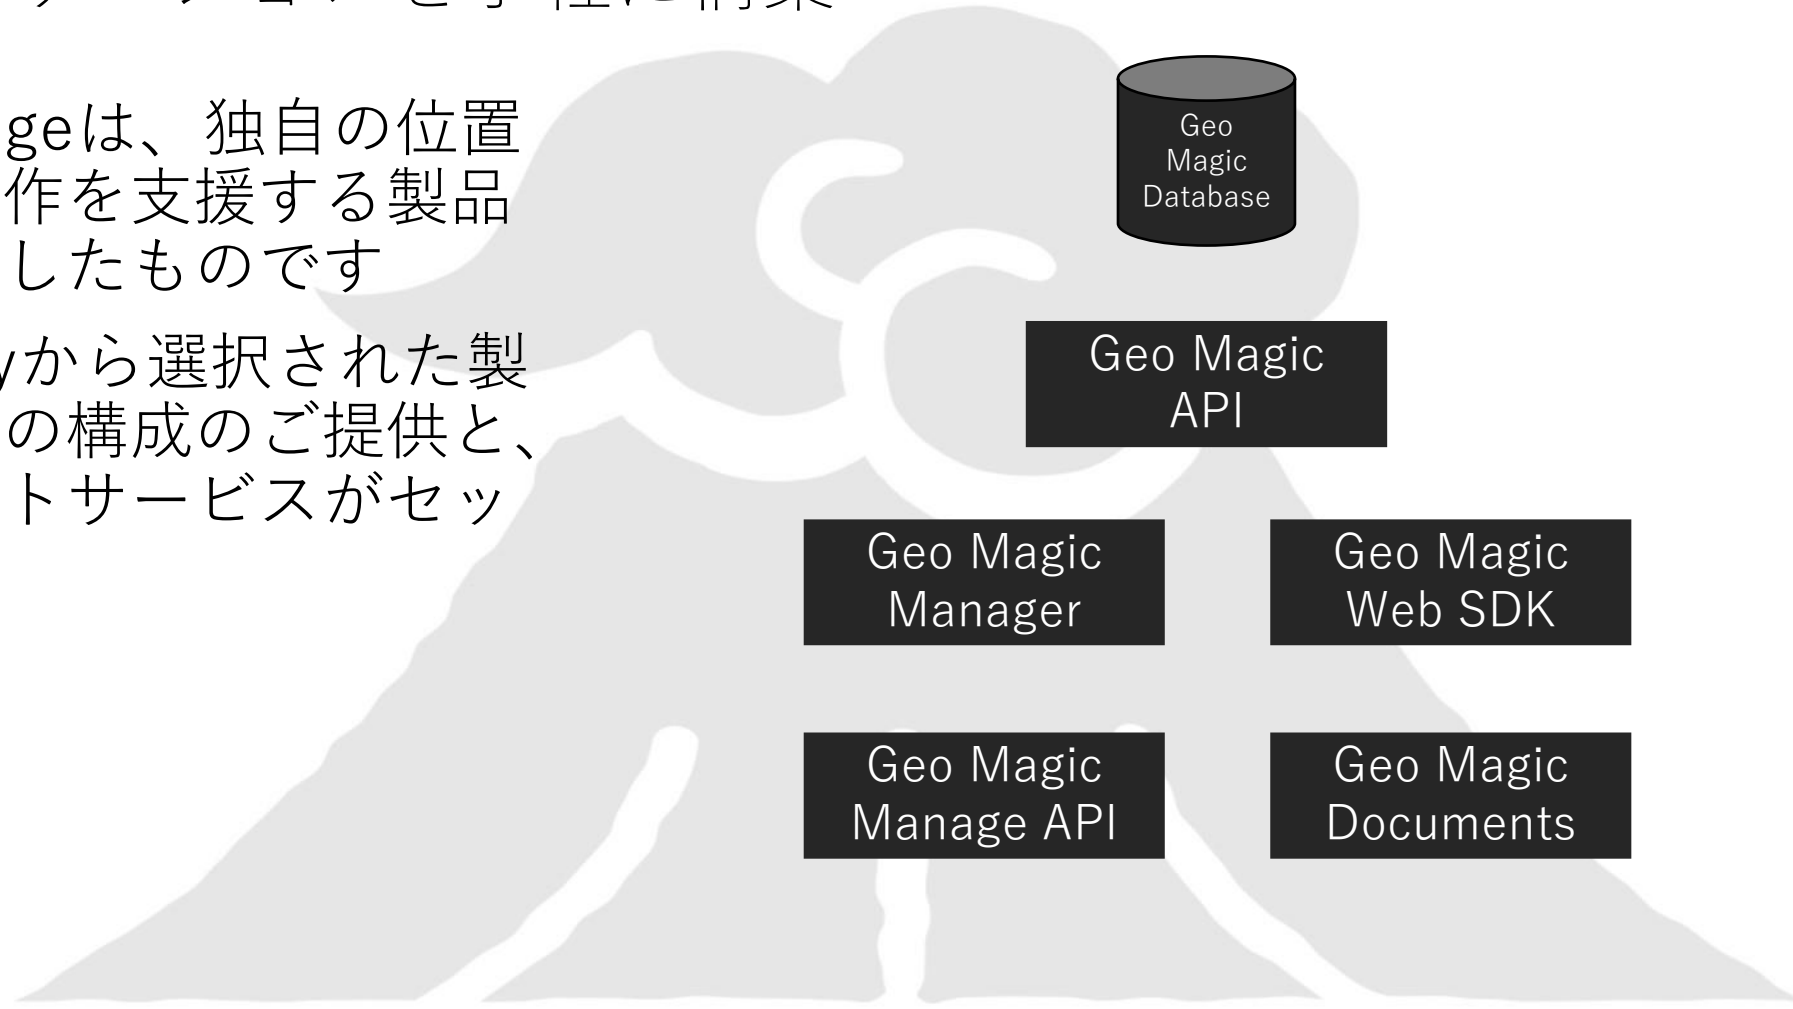 geは、独自の位置
作を支援する製品
したものです
yから選択された製
の構成のご提供と、
トサービスがセッ
Geo
Magic
Database
Geo Magic
API
Geo Magic
Manager
Geo Magic
Web SDK
Geo Magic
Manage API
Geo Magic
Documents